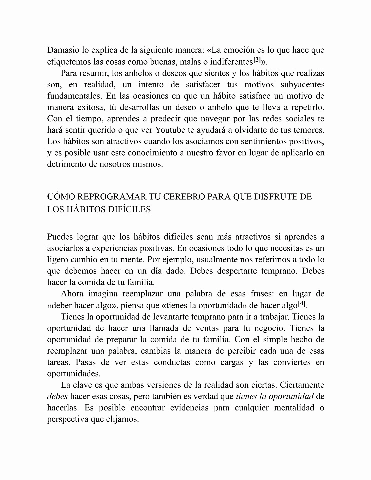 Damasio lo explica de la siguiente manera: «La emoción es lo que hace que
etiquetemos las cosas como buenas, malas o indiferentes[2]».
Para resumir, los anhelos o deseos que sientes y los hábitos que realizas
son, en realidad, un intento de satisfacer tus motivos subyacentes
fundamentales. En las ocasiones en que un hábito satisface un motivo de
manera exitosa, tú desarrollas un deseo o anhelo que te lleva a repetirlo.
Con el tiempo, aprendes a predecir que navegar por las redes sociales te
hará sentir querido o que ver Youtube te ayudará a olvidarte de tus temores.
Los hábitos son atractivos cuando los asociamos con sentimientos positivos,
y es posible usar este conocimiento a nuestro favor en lugar de aplicarlo en
detrimento de nosotros mismos.
CÓMO REPROGRAMAR TU CEREBRO PARA QUE DISFRUTE DE
LOS HÁBITOS DIFÍCILES
Puedes lograr que los hábitos difíciles sean más atractivos si aprendes a
asociarlos a experiencias positivas. En ocasiones todo lo que necesitas es un
ligero cambio en tu mente. Por ejemplo, usualmente nos referimos a todo lo
que debemos hacer en un día dado. Debes despertarte temprano. Debes
hacer la comida de tu familia.
Ahora imagina reemplazar una palabra de esas frases: en lugar de
«deber hacer algo», piensa que «tienes la oportunidad» de hacer algo[4].
Tienes la oportunidad de levantarte temprano para ir a trabajar. Tienes la
oportunidad de hacer una llamada de ventas para tu negocio. Tienes la
oportunidad de preparar la comida de tu familia. Con el simple hecho de
reemplazar una palabra, cambias la manera de percibir cada una de esas
tareas. Pasas de ver estas conductas como cargas y las conviertes en
oportunidades.
La clave es que ambas versiones de la realidad son ciertas. Ciertamente
debes hacer esas cosas, pero también es verdad que tienes la oportunidad de
hacerlas. Es posible encontrar evidencias para cualquier mentalidad o
perspectiva que elijamos.